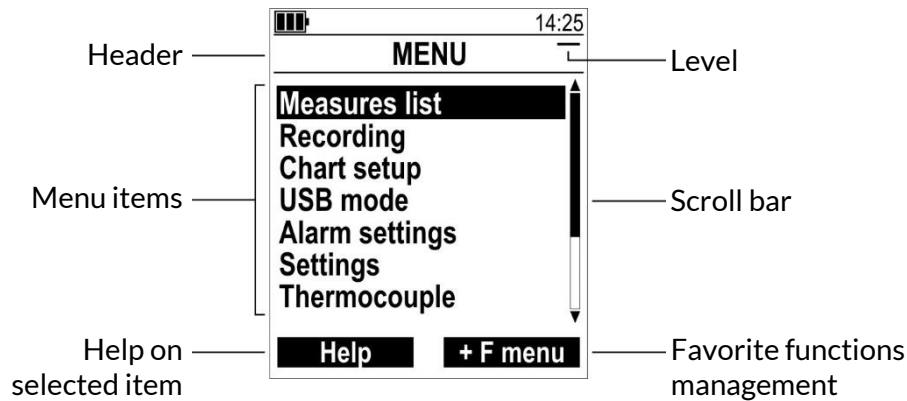 14:25
Header
MENU
Level
Measures list
Recording
Chart setup
Menu items
USB mode
Scroll bar
Alarm settings
Settings
Thermocouple
Help on
selected item
Help
+ F menu
Favorite functions
management